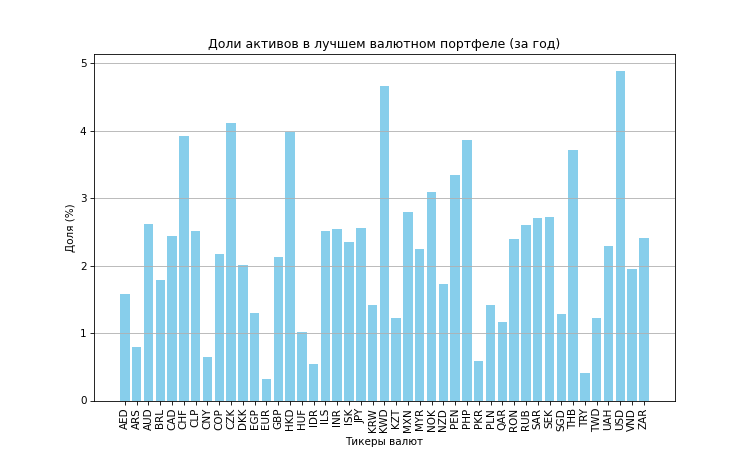 Доли активов в лучшем валютном портфеле (за год)
Доля (%)
5
4
3
2
1
0
AED
ARS
AUD
BRL
CAD
CHF
CLP
CNY
COP
CZK
DKK
EGP
EUR
GBP
HKD
HUF
IDR
ILS
INR
ISK
JPY
KRW
KWD
KZT
MXN
MYR
NOK
NZD
PEN
PHP
PKR
PLN
QAR
RON
RUB
SAR
SEK
SGD
THB
TRY
TWD
UAH
USD
VND
ZAR
Тикеры валют